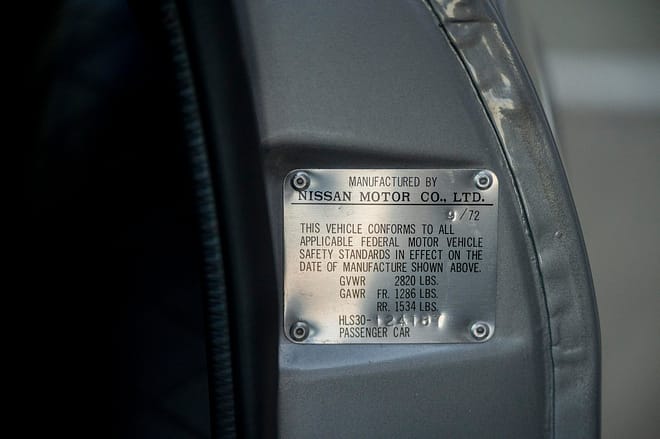 MANUFACTURED BY
NISSAN MOTOR CO., LTD.
9/72
THIS VEHICLE CONFORMS TO ALL
APPLICABLE FEDERAL MOTOR VEHICLE
SAFETY STANDARDS IN EFFECT ON THE
DATE OF MANUFACTURE SHOWN ABOVE.
GVWR 2820 LBS.
GAWR FR. 1286 LBS.
RR. 1534 LBS.
HLS30-124187
PASSENGER CAR